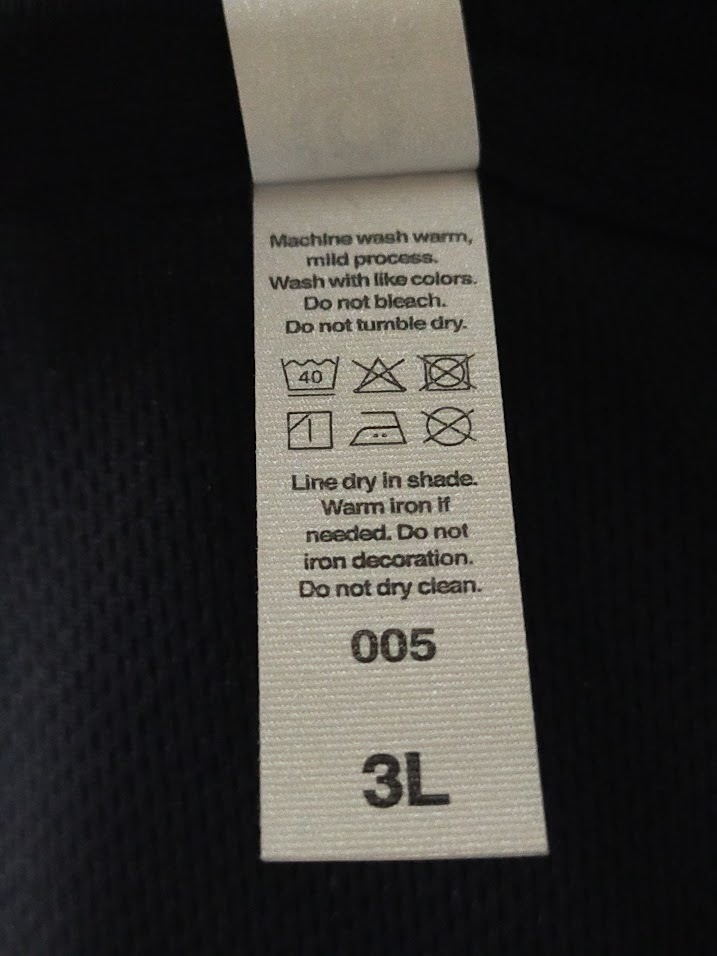 Machine wash warm,
mild process.
Wash with like colors.
Do not bleach.
Do not tumble dry.
40
Line dry in shade.
Warm iron if
needed. Do not
iron decoration.
Do not dry clean.
005
3L